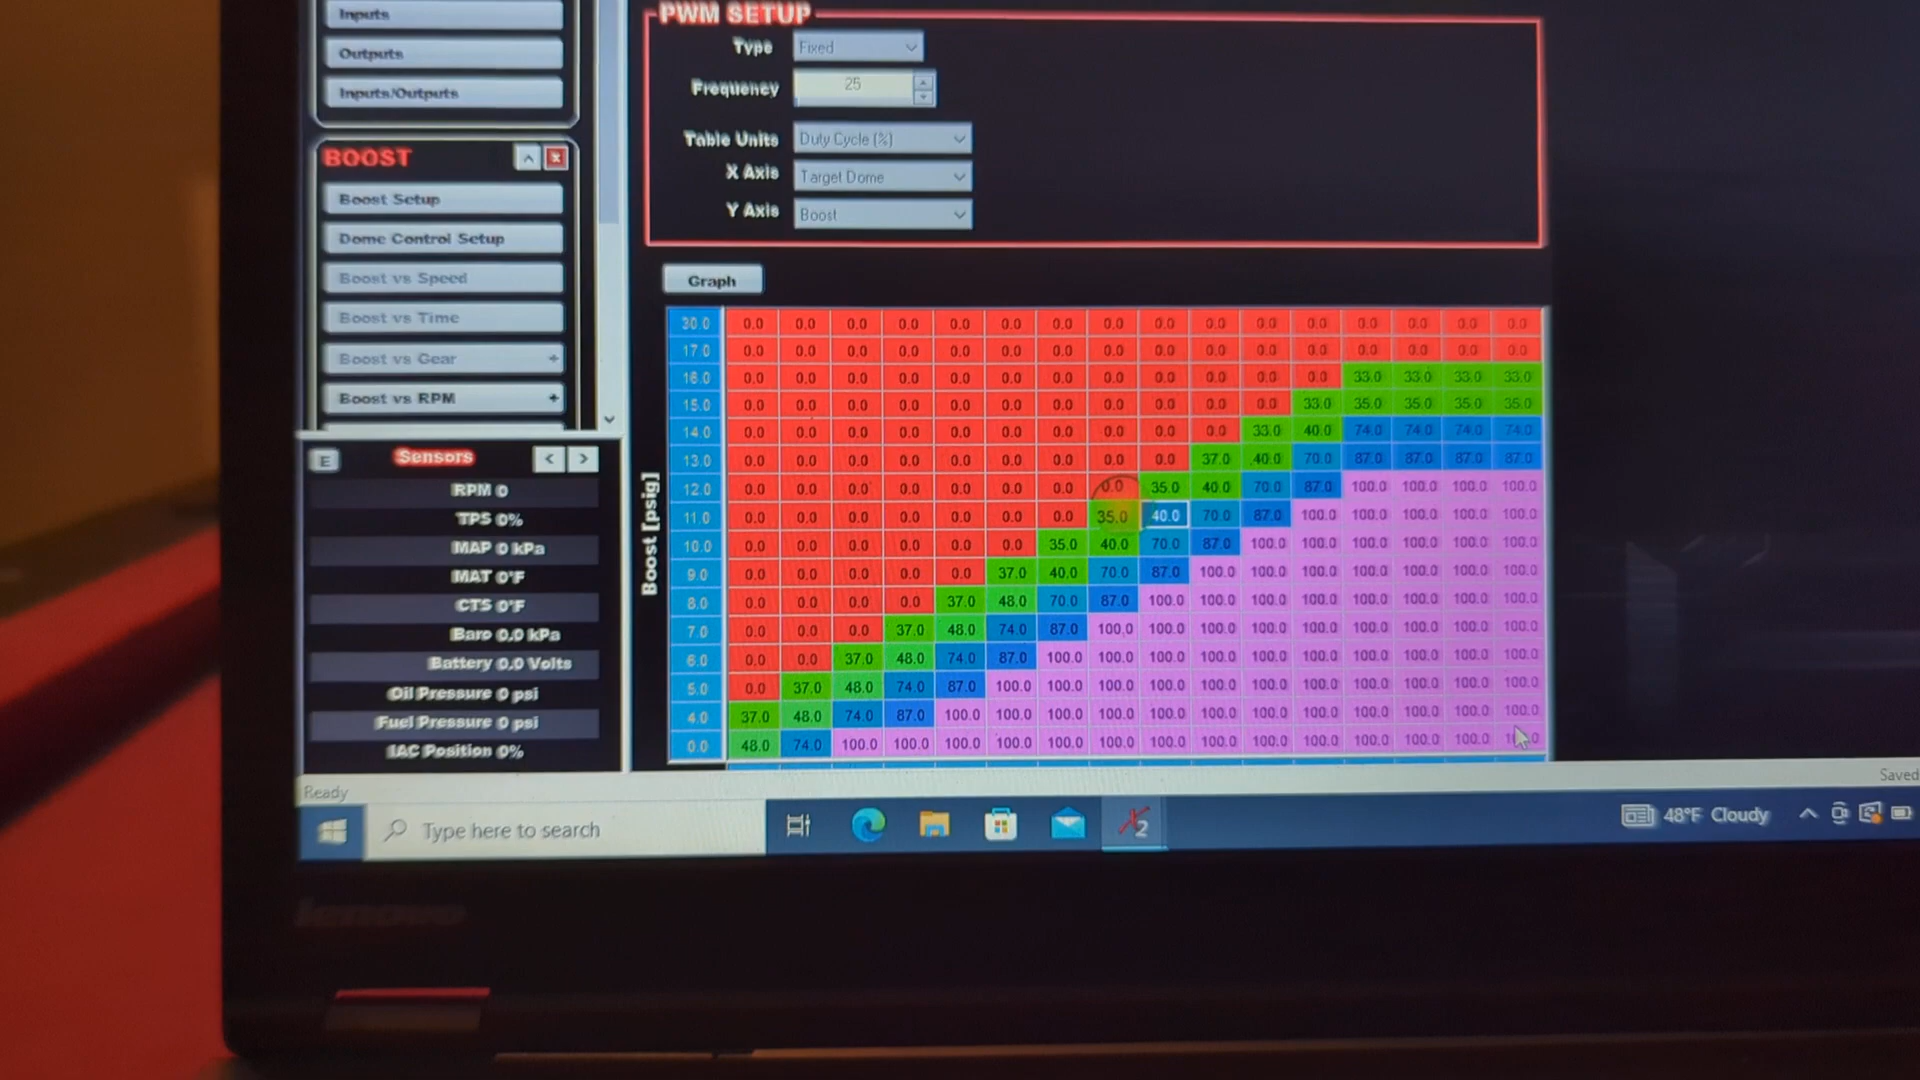 Inputs
Outputs
Inputs/Outputs
BOOST
Boost Setup
Dome Control Setup
Boost vs Speed
Boost vs Time
Boost vs Gear +
Boost vs RPM +
E Sensors < >
RPM 0
TPS 0%
MAP 0 kPa
MAT 0°F
CTS 0°F
Baro 0.0 kPa
Battery 0.0 Volts
Oil Pressure 0 psi
Fuel Pressure 0 psi
IAC Position 0%
PWM SETUP
Type Fixed
Frequency 25
Table Units Duty Cycle (%)
X Axis Target Dome
Y Axis Boost
Graph
Boost [psig]
30.0 0.0 0.0 0.0 0.0 0.0 0.0 0.0 0.0 0.0 0.0 0.0 0.0 0.0 0.0 0.0 0.0
17.0 0.0 0.0 0.0 0.0 0.0 0.0 0.0 0.0 0.0 0.0 0.0 0.0 0.0 0.0 0.0 0.0
16.0 0.0 0.0 0.0 0.0 0.0 0.0 0.0 0.0 0.0 0.0 0.0 0.0 33.0 33.0 33.0 33.0
15.0 0.0 0.0 0.0 0.0 0.0 0.0 0.0 0.0 0.0 0.0 0.0 33.0 35.0 35.0 35.0 35.0
14.0 0.0 0.0 0.0 0.0 0.0 0.0 0.0 0.0 0.0 0.0 33.0 40.0 74.0 74.0 74.0 74.0
13.0 0.0 0.0 0.0 0.0 0.0 0.0 0.0 0.0 0.0 37.0 40.0 70.0 87.0 87.0 87.0 87.0
12.0 0.0 0.0 0.0 0.0 0.0 0.0 0.0 0.0 35.0 40.0 70.0 87.0 100.0 100.0 100.0 100.0
11.0 0.0 0.0 0.0 0.0 0.0 0.0 0.0 35.0 40.0 70.0 87.0 100.0 100.0 100.0 100.0 100.0
10.0 0.0 0.0 0.0 0.0 0.0 0.0 35.0 40.0 70.0 87.0 100.0 100.0 100.0 100.0 100.0 100.0
9.0 0.0 0.0 0.0 0.0 0.0 37.0 40.0 70.0 87.0 100.0 100.0 100.0 100.0 100.0 100.0 100.0
8.0 0.0 0.0 0.0 0.0 37.0 48.0 70.0 87.0 100.0 100.0 100.0 100.0 100.0 100.0 100.0 100.0
7.0 0.0 0.0 0.0 37.0 48.0 74.0 87.0 100.0 100.0 100.0 100.0 100.0 100.0 100.0 100.0 100.0
6.0 0.0 0.0 37.0 48.0 74.0 87.0 100.0 100.0 100.0 100.0 100.0 100.0 100.0 100.0 100.0 100.0
5.0 0.0 37.0 48.0 74.0 87.0 100.0 100.0 100.0 100.0 100.0 100.0 100.0 100.0 100.0 100.0 100.0
4.0 37.0 48.0 74.0 87.0 100.0 100.0 100.0 100.0 100.0 100.0 100.0 100.0 100.0 100.0 100.0 100.0
0.0 48.0 74.0 100.0 100.0 100.0 100.0 100.0 100.0 100.0 100.0 100.0 100.0 100.0 100.0 100.0
Ready
Saved
Type here to search
2
48°F Cloudy
lenovo